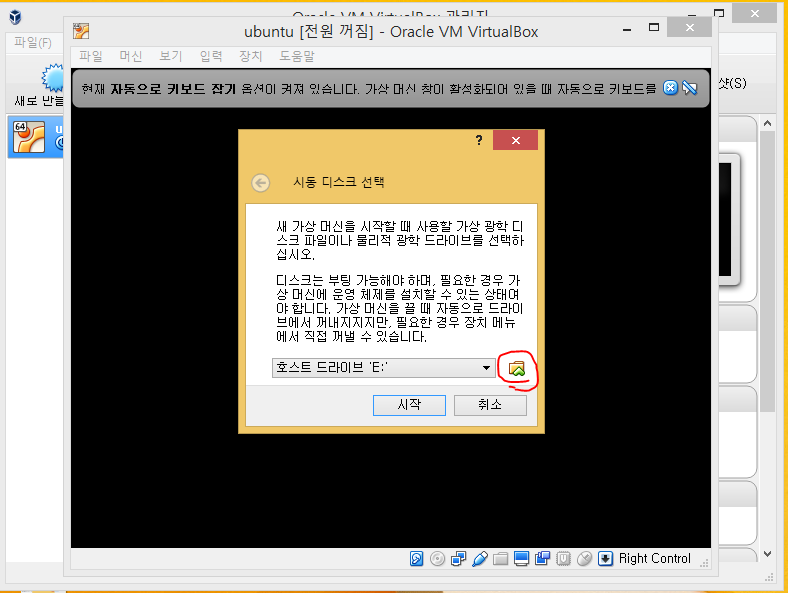 Oracle VM VirtualBox 관리자
파일(F)
새로 만들
샷(S)
64
u
ubuntu [전원 꺼짐] - Oracle VM VirtualBox
파일 머신 보기 입력 장치 도움말
현재 자동으로 키보드 잡기 옵션이 켜져 있습니다. 가상 머신 창이 활성화되어 있을 때 자동으로 키보드를
?
시동 디스크 선택
새 가상 머신을 시작할 때 사용할 가상 광학 디
스크 파일이나 물리적 광학 드라이브를 선택하
십시오.
디스크는 부팅 가능해야 하며, 필요한 경우 가
상 머신에 운영 체제를 설치할 수 있는 상태여
야 합니다. 가상 머신을 끌 때 자동으로 드라이
브에서 꺼내지지지만, 필요한 경우 장치 메뉴
에서 직접 꺼낼 수 있습니다.
호스트 드라이브 'E:'
시작 취소
Right Control